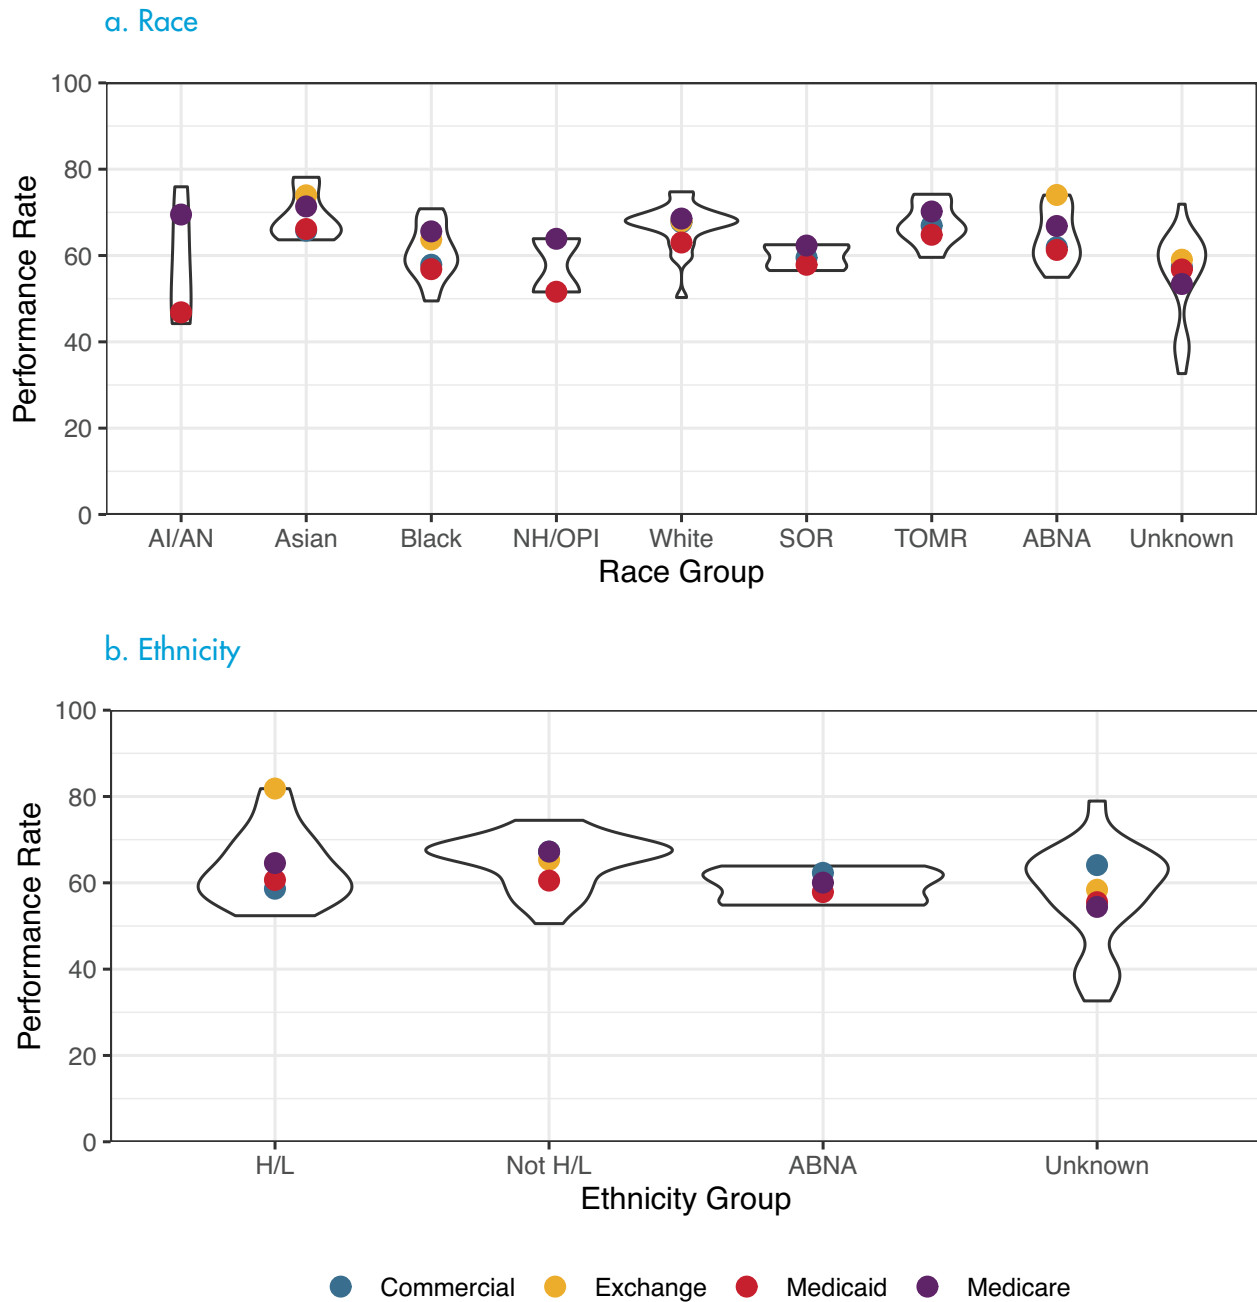 a. Race
100
80
60
40
20
0
Performance Rate
AI/AN Asian Black NH/OPI White SOR TOMR ABNA Unknown
Race Group
b. Ethnicity
100
80
60
40
20
0
Performance Rate
H/L Not H/L ABNA Unknown
Ethnicity Group
Commercial Exchange Medicaid Medicare